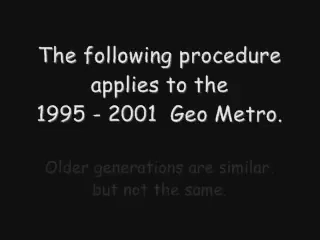 The following procedure
applies to the
1995 - 2001  Geo Metro.
Older generations are similar,
but not the same.